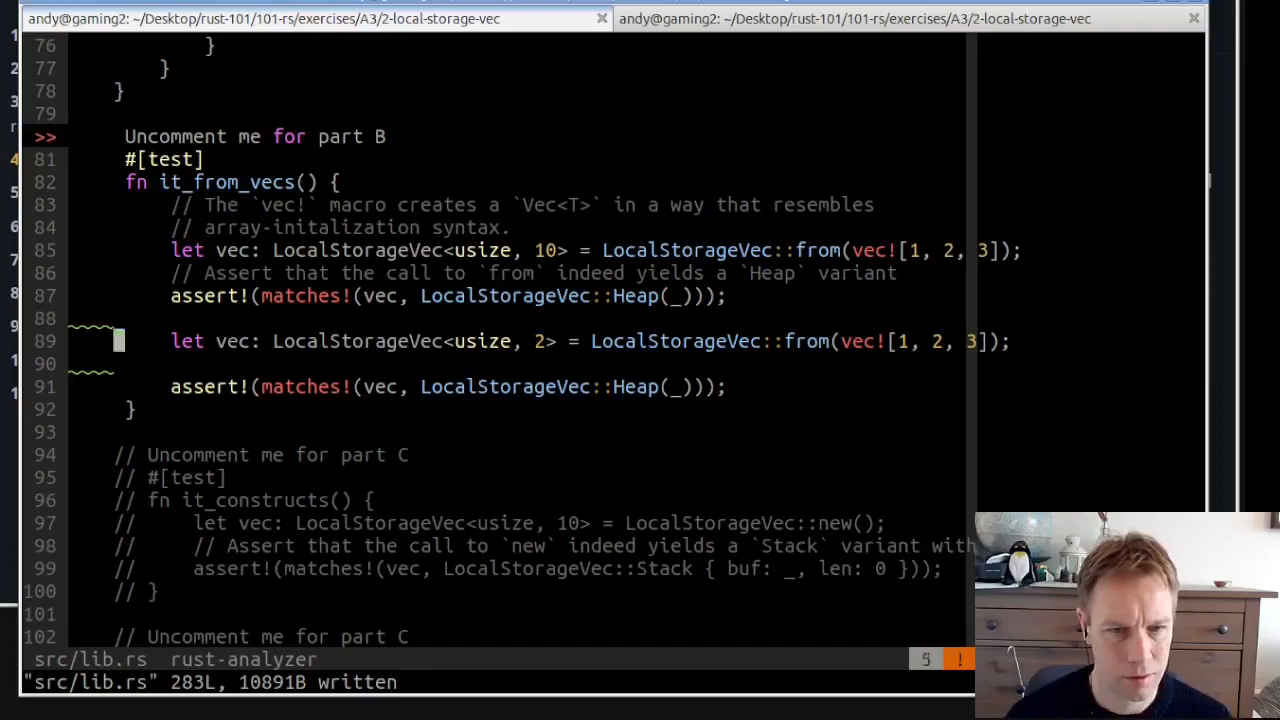 andy@gaming2: ~/Desktop/rust-101/101-rs/exercises/A3/2-local-storage-vec
andy@gaming2: ~/Desktop/rust-101/101-rs/exercises/A3/2-local-storage-vec
76 }
77 }
78 }
79
>> Uncomment me for part B
81 #[test]
82 fn it_from_vecs() {
83 // The `vec!` macro creates a `Vec<T>` in a way that resembles
84 // array-initalization syntax.
85 let vec: LocalStorageVec<usize, 10> = LocalStorageVec::from(vec![1, 2, 3]);
86 // Assert that the call to `from` indeed yields a `Heap` variant
87 assert!(matches!(vec, LocalStorageVec::Heap(_)));
88
89 let vec: LocalStorageVec<usize, 2> = LocalStorageVec::from(vec![1, 2, 3]);
90
91 assert!(matches!(vec, LocalStorageVec::Heap(_)));
92 }
93
94 // Uncomment me for part C
95 // #[test]
96 // fn it_constructs() {
97 // let vec: LocalStorageVec<usize, 10> = LocalStorageVec::new();
98 // // Assert that the call to `new` indeed yields a `Stack` variant with
99 // assert!(matches!(vec, LocalStorageVec::Stack { buf: _, len: 0 }));
100 // }
101
102 // Uncomment me for part C
src/lib.rs rust-analyzer 5 !
"src/lib.rs" 283L, 10891B written